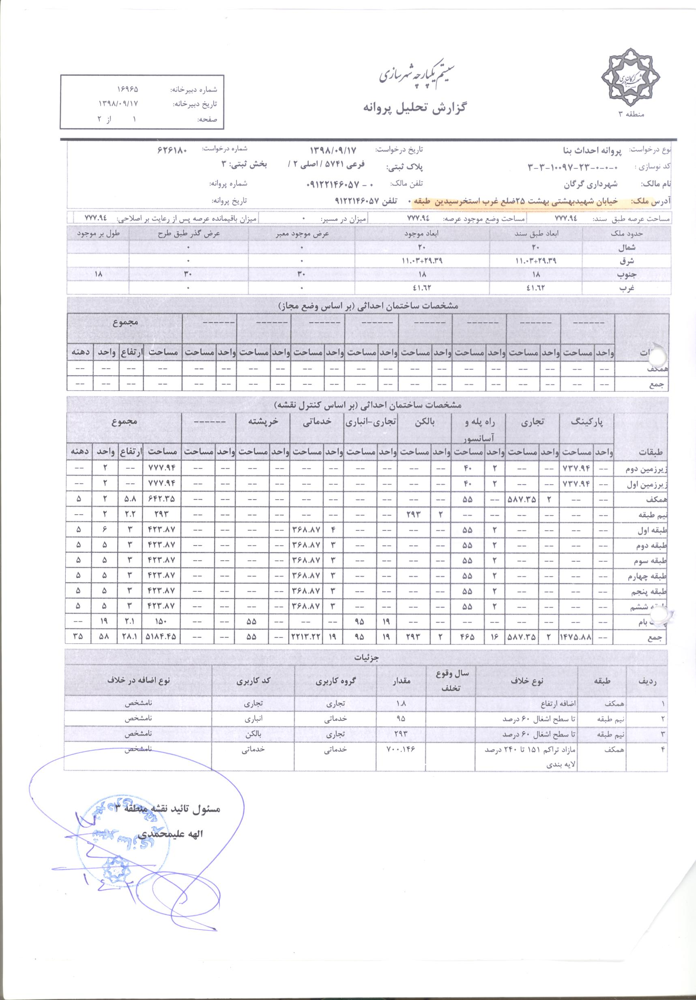 سیستم یکپارچه شهرسازی
گزارش تحلیل پروانه
شهرداری گرگان
منطقه ۳
شماره دبیرخانه: ۱۶۹۶۵
تاریخ دبیرخانه: ۱۳۹۸/۰۹/۱۷
صفحه: ۱ از ۲
نوع درخواست: پروانه احداث بنا تاریخ درخواست: ۱۳۹۸/۰۹/۱۷ شماره درخواست: ۶۲۶۱۸۰
کد نوسازی : ۳-۳-۱۰۰۹۷-۲۳-۰-۰-۰ پلاک ثبتی: فرعی ۵۷۴۱ / اصلی ۲ / بخش ثبتی: ۳
نام مالک: شهرداری گرگان تلفن مالک: ۰ - ۰۹۱۲۲۱۴۶۰۵۷ شماره پروانه:
آدرس ملک: خیابان شهیدبهشتی بهشت ۲۵ضلع غرب استخرسیدین طبقه ۰ تلفن ۹۱۲۲۱۴۶۰۵۷ تاریخ پروانه:
مساحت عرصه طبق سند: ۷۷۷.۹٤ مساحت وضع موجود عرصه: ۷۷۷.۹٤ میزان در مسیر: ۰ میزان باقیمانده عرصه پس از رعایت بر اصلاحی: ۷۷۷.۹٤
حدود ملک ابعاد طبق سند ابعاد موجود عرض موجود معبر عرض گذر طبق طرح طول بر موجود
شمال ۲۰ ۲۰ ۰ ۰
شرق ۱۱.۰۳+۲۹.۳۹ ۱۱.۰۳+۲۹.۳۹ ۰ ۰
جنوب ۱۸ ۱۸ ۳۰ ۳۰ ۱۸
غرب ٤۱.٦۲ ٤۱.٦۲ ۰ ۰
مشخصات ساختمان احداثی (بر اساس وضع مجاز)
------ ------ ------ ------ ------ ------ ------ ------ مجموع
واحد مساحت واحد مساحت واحد مساحت واحد مساحت واحد مساحت واحد مساحت واحد مساحت واحد مساحت مساحت ارتفاع واحد دهنه
همکف -- -- -- -- -- -- -- -- -- -- -- -- -- -- -- -- -- -- -- --
جمع -- -- -- -- -- -- -- -- -- -- -- -- -- -- -- -- -- -- -- --
مشخصات ساختمان احداثی (بر اساس کنترل نقشه)
پارکینگ تجاری راه پله و آسانسور بالکن تجاری-انباری خدماتی خرپشته ------ مجموع
طبقات واحد مساحت واحد مساحت واحد مساحت واحد مساحت واحد مساحت واحد مساحت واحد مساحت واحد مساحت مساحت ارتفاع واحد دهنه
زیرزمین دوم -- ۷۳۷.۹۴ -- -- ۲ ۴۰ -- -- -- -- -- -- -- -- -- -- ۷۷۷.۹۴ -- ۲ --
زیرزمین اول -- ۷۳۷.۹۴ -- -- ۲ ۴۰ -- -- -- -- -- -- -- -- -- -- ۷۷۷.۹۴ -- ۲ --
همکف -- -- ۲ ۵۸۷.۳۵ -- ۵۵ -- -- -- -- -- -- -- -- -- -- ۶۴۲.۳۵ ۵.۸ ۲ ۵
نیم طبقه -- -- -- -- -- -- ۲ ۲۹۳ -- -- -- -- -- -- -- -- ۲۹۳ ۲.۲ ۲ --
طبقه اول -- -- -- -- ۲ ۵۵ -- -- -- -- ۴ ۳۶۸.۸۷ -- -- -- -- ۴۲۳.۸۷ ۳ ۶ ۵
طبقه دوم -- -- -- -- ۲ ۵۵ -- -- -- -- ۳ ۳۶۸.۸۷ -- -- -- -- ۴۲۳.۸۷ ۳ ۵ ۵
طبقه سوم -- -- -- -- ۲ ۵۵ -- -- -- -- ۳ ۳۶۸.۸۷ -- -- -- -- ۴۲۳.۸۷ ۳ ۵ ۵
طبقه چهارم -- -- -- -- ۲ ۵۵ -- -- -- -- ۳ ۳۶۸.۸۷ -- -- -- -- ۴۲۳.۸۷ ۳ ۵ ۵
طبقه پنجم -- -- -- -- ۲ ۵۵ -- -- -- -- ۳ ۳۶۸.۸۷ -- -- -- -- ۴۲۳.۸۷ ۳ ۵ ۵
طبقه ششم -- -- -- -- ۲ ۵۵ -- -- -- -- ۳ ۳۶۸.۸۷ -- -- -- -- ۴۲۳.۸۷ ۳ ۵ ۵
بام -- -- -- -- -- -- -- -- ۱۹ ۹۵ -- -- -- ۵۵ -- -- ۱۵۰ ۲.۱ ۱۹ --
جمع -- ۱۴۷۵.۸۸ ۲ ۵۸۷.۳۵ ۱۶ ۴۶۵ ۲ ۲۹۳ ۱۹ ۹۵ ۱۹ ۲۲۱۳.۲۲ -- ۵۵ -- -- ۵۱۸۴.۴۵ ۲۸.۱ ۵۸ ۳۵
جزئیات
ردیف طبقه نوع خلاف سال وقوع تخلف مقدار گروه کاربری کد کاربری نوع اضافه در خلاف
۱ همکف اضافه ارتفاع ۱.۸ تجاری تجاری نامشخص
۲ نیم طبقه تا سطح اشغال ۶۰ درصد ۹۵ خدماتی انباری نامشخص
۳ نیم طبقه تا سطح اشغال ۶۰ درصد ۲۹۳ تجاری بالکن نامشخص
۴ همکف مازاد تراکم ۱۵۱ تا ۲۴۰ درصد لایه بندی ۷۰۰.۱۴۶ خدماتی خدماتی نامشخص
مسئول تائید نقشه منطقه ۳
الهه علیمحمدی
شهرسازی